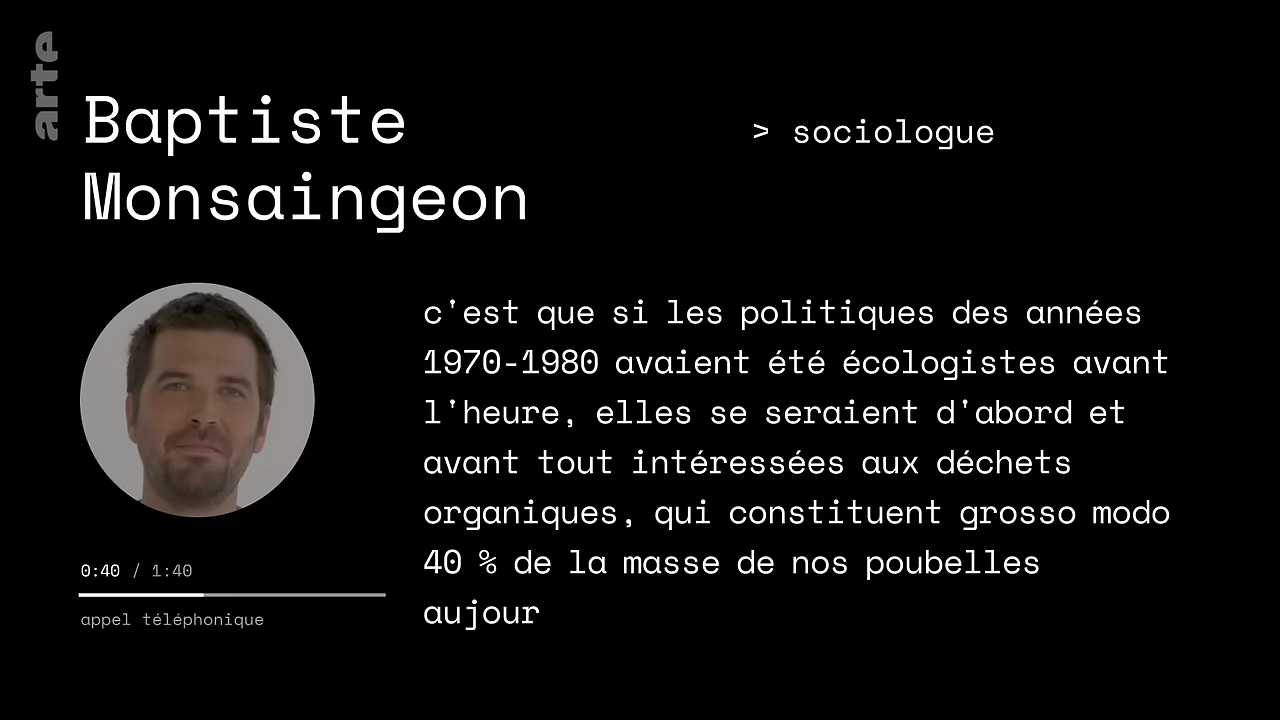 arte
Baptiste
Monsaingeon
> sociologue
c'est que si les politiques des années
1970-1980 avaient été écologistes avant
l'heure, elles se seraient d'abord et
avant tout intéressées aux déchets
organiques, qui constituent grosso modo
40 % de la masse de nos poubelles
aujour
0:40 / 1:40
appel téléphonique